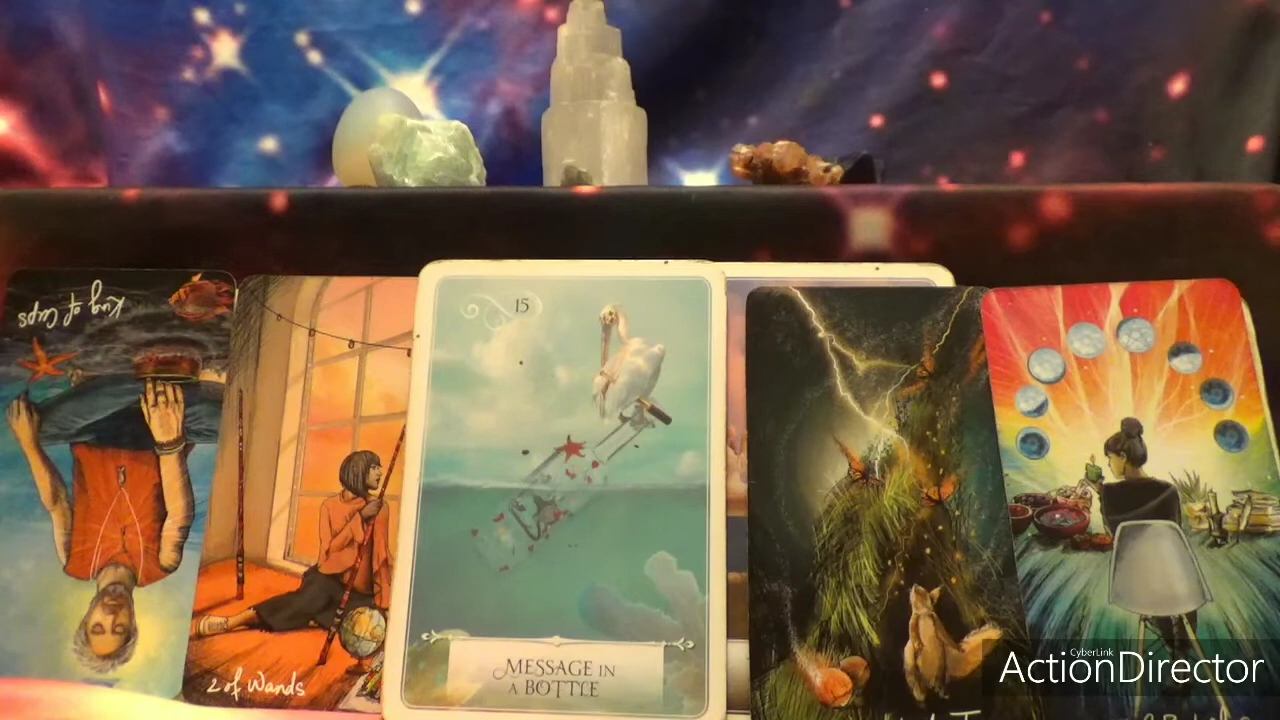 King of Cups
2 of Wands
15
MESSAGE IN
A BOTTLE
CyberLink
ActionDirector